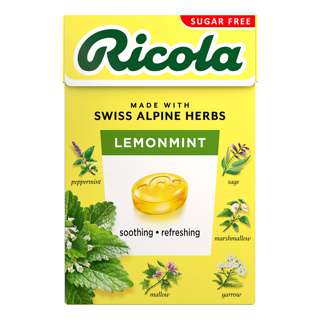 SUGAR FREE
Ricola
MADE WITH
SWISS ALPINE HERBS
LEMONMINT
peppermint
sage
marshmallow
soothing • refreshing
mallow
yarrow